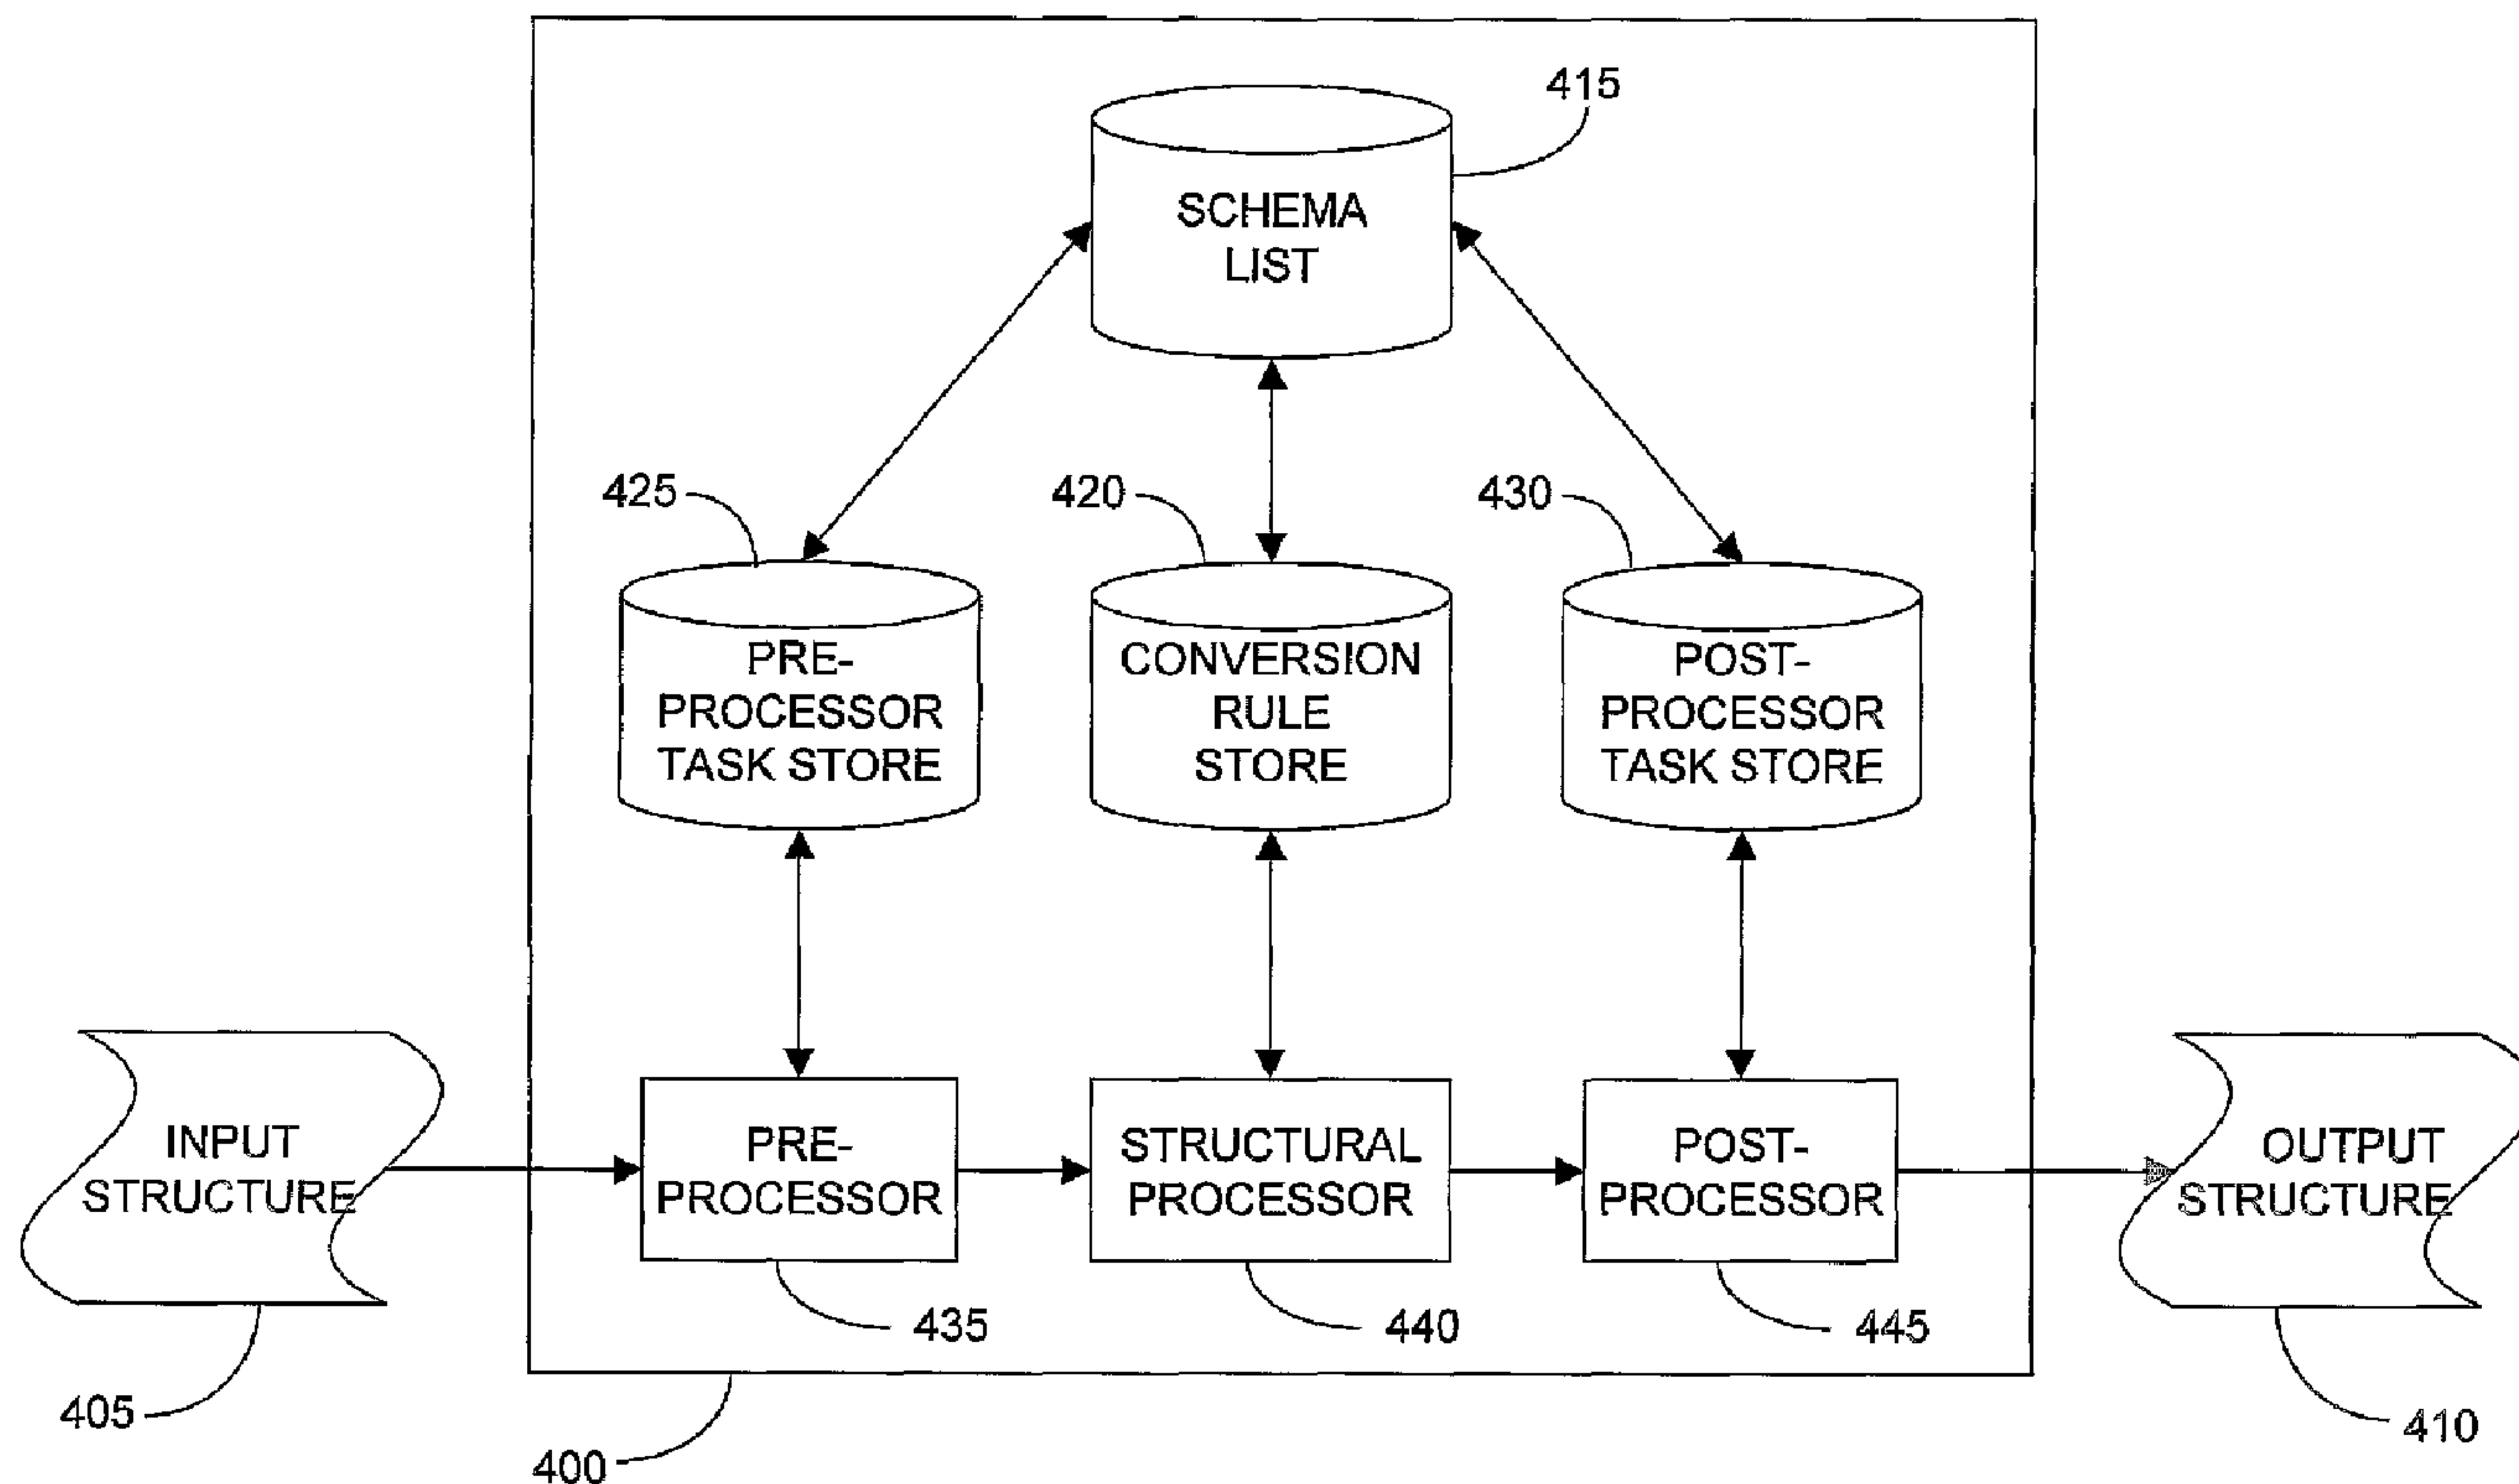 415
SCHEMA
LIST
425
420
430
PRE-
PROCESSOR
TASK STORE
CONVERSION
RULE
STORE
POST-
PROCESSOR
TASK STORE
INPUT
STRUCTURE
PRE-
PROCESSOR
STRUCTURAL
PROCESSOR
POST-
PROCESSOR
OUTPUT
STRUCTURE
435
440
445
405
400
410